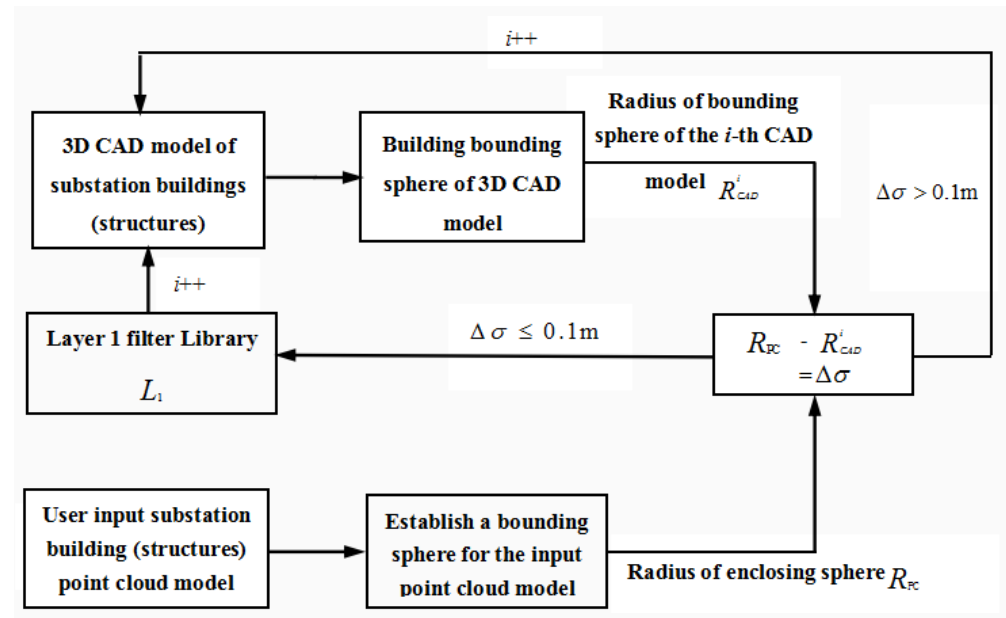 i++
3D CAD model of
substation buildings
(structures)
Building bounding
sphere of 3D CAD
model
Radius of bounding
sphere of the i-th CAD
model R^i_CAD
Δσ > 0.1m
i++
Layer 1 filter Library
L₁
Δσ ≤ 0.1m
R_PC - R^i_CAD
=Δσ
User input substation
building (structures)
point cloud model
Establish a bounding
sphere for the input
point cloud model
Radius of enclosing sphere R_PC